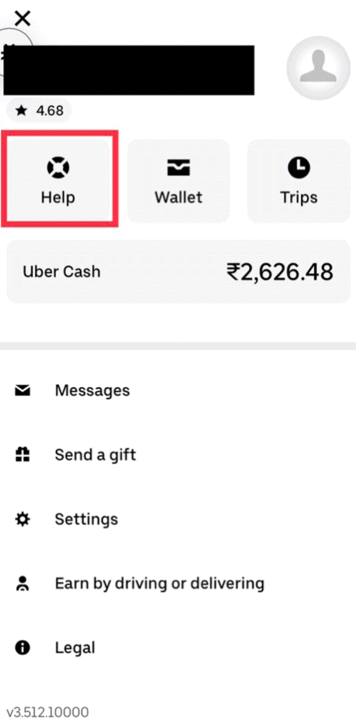 4.68
Help
Wallet
Trips
Uber Cash ₹2,626.48
Messages
Send a gift
Settings
Earn by driving or delivering
Legal
v3.512.10000